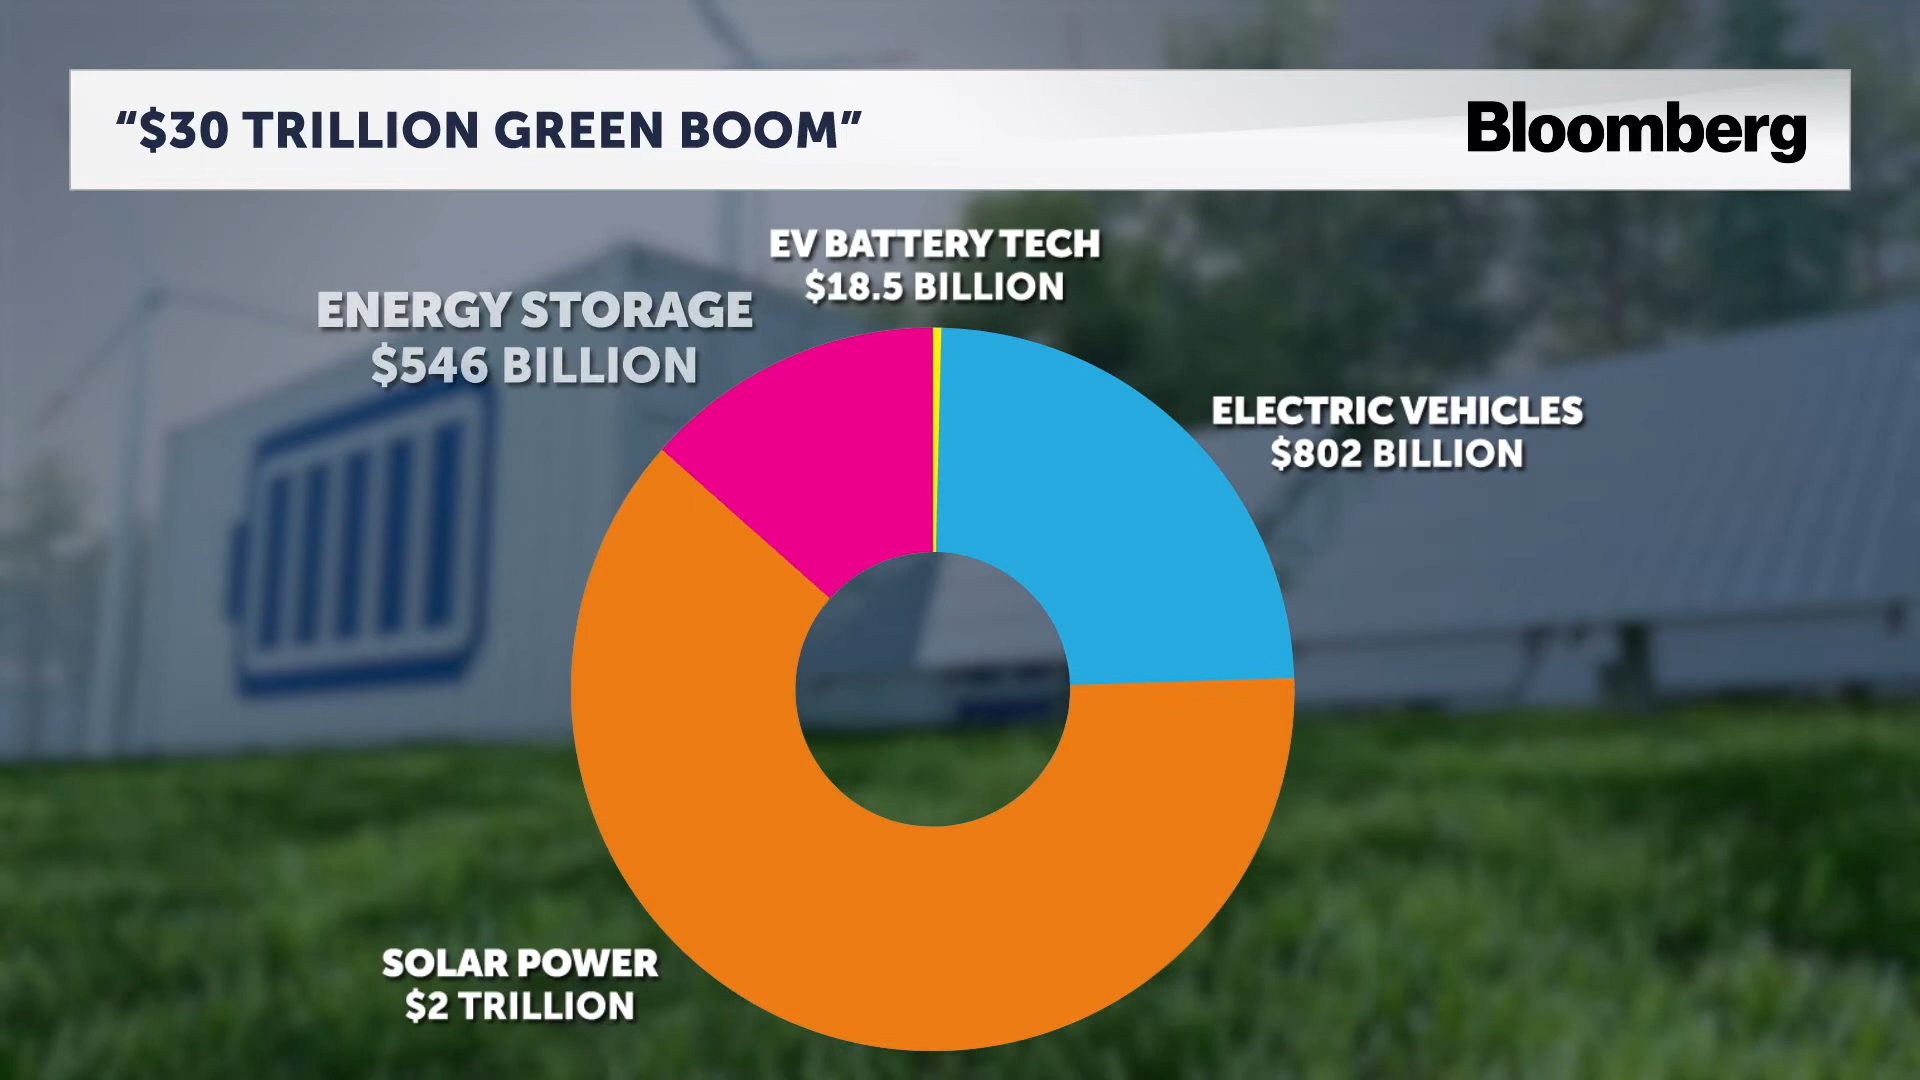 “$30 TRILLION GREEN BOOM”
Bloomberg
EV BATTERY TECH
$18.5 BILLION
ENERGY STORAGE
$546 BILLION
ELECTRIC VEHICLES
$802 BILLION
SOLAR POWER
$2 TRILLION